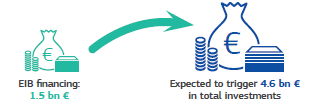 €
€
EIB financing:
1.5 bn €
Expected to trigger 4.6 bn €
in total investments